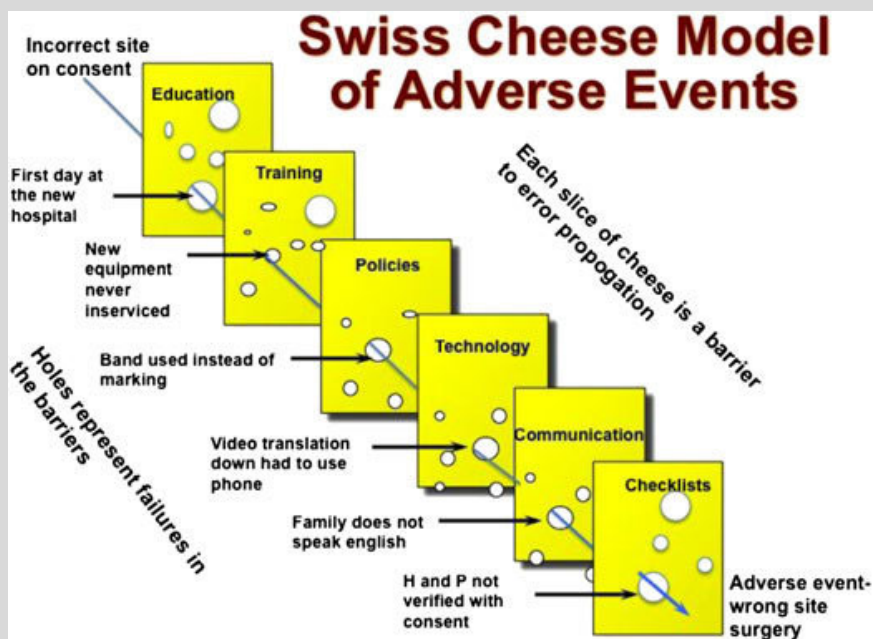 Swiss Cheese Model
of Adverse Events
Incorrect site
on consent
Education
First day at
the new
hospital
Training
New
equipment
never
inserviced
Policies
Band used instead of
marking
Technology
Video translation
down had to use
phone
Communication
Family does not
speak english
Checklists
H and P not
verified with
consent
Adverse event-
wrong site
surgery
Each slice of cheese is a barrier
to error propogation
Holes represent failures in
the barriers